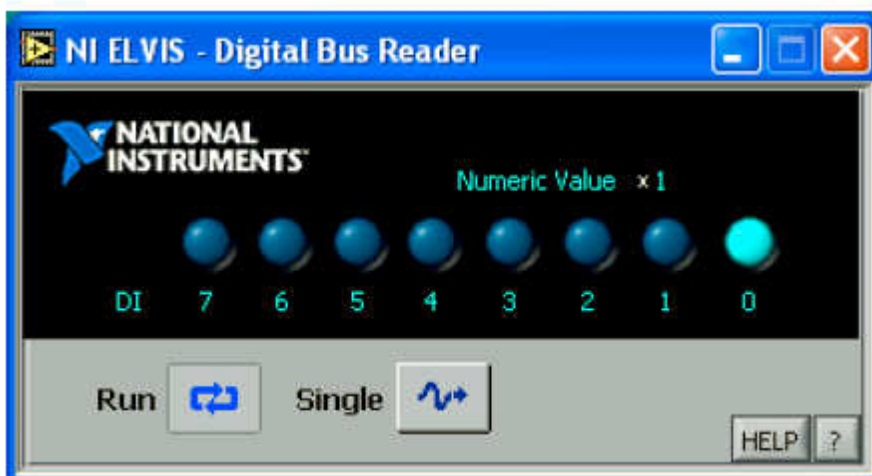 NI ELVIS - Digital Bus Reader
NATIONAL
INSTRUMENTS
Numeric Value x 1
DI 7 6 5 4 3 2 1 0
Run Single
HELP ?